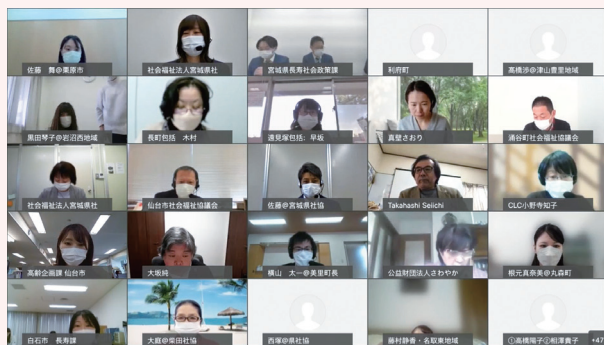 佐藤　舞@栗原市
社会福祉法人宮城県社
宮城県長寿社会政策課
利府町
高橋渉@津山豊里地域
黒田琴子@岩沼西地域
長町包括　木村
遠見塚包括：早坂
真壁さおり
涌谷町社会福祉協議会
社会福祉法人宮城県社
仙台市社会福祉協議会
佐藤@宮城県社協
Takahashi Seiichi
CLC小野寺知子
高齢企画課 仙台市
大坂純
横山　太一@美里町長
公益財団法人さわやか
根元真奈美@丸森町
白石市　長寿課
大庭@柴田社協
西塚@県社協
藤村静香・名取東地域
①高橋陽子②相澤貴子
+47